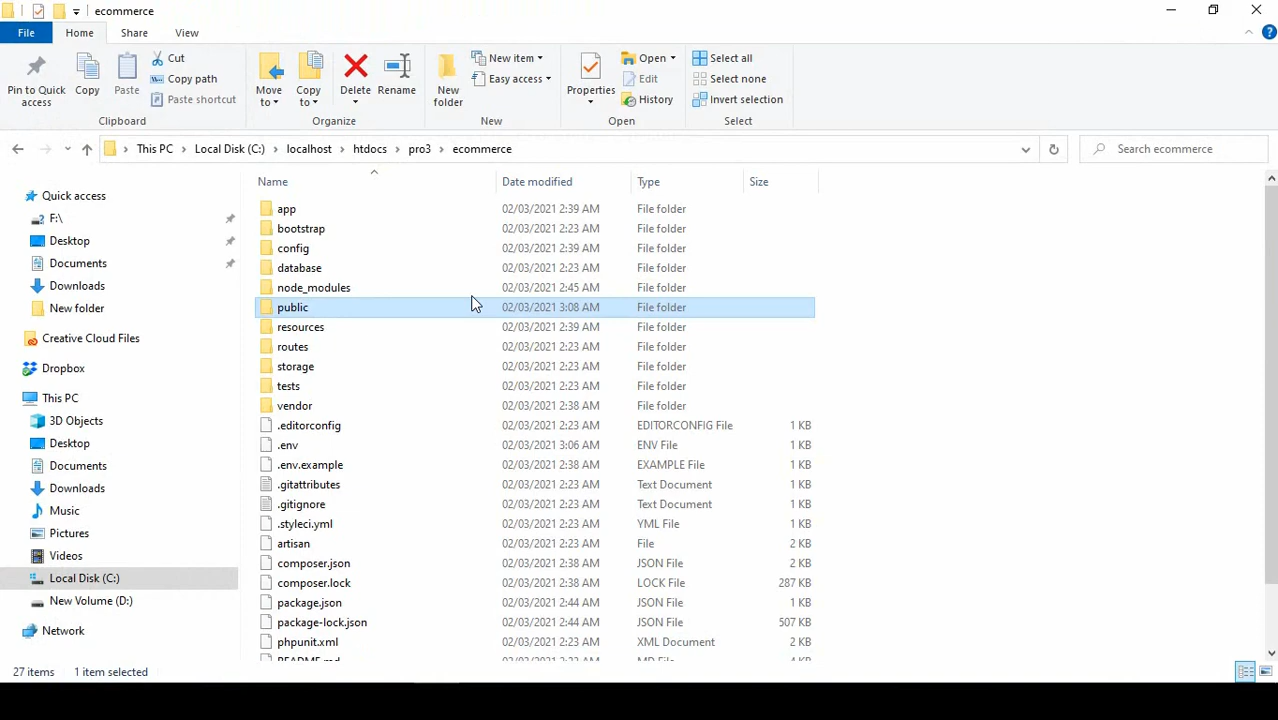 ecommerce
File Home Share View
Pin to Quick access
Copy
Paste
Cut
Copy path
Paste shortcut
Clipboard
Move to
Copy to
Delete
Rename
Organize
New folder
New item
Easy access
New
Properties
Open
Edit
History
Open
Select all
Select none
Invert selection
Select
This PC > Local Disk (C:) > localhost > htdocs > pro3 > ecommerce
Search ecommerce
Quick access
F:\
Desktop
Documents
Downloads
New folder
Creative Cloud Files
Dropbox
This PC
3D Objects
Desktop
Documents
Downloads
Music
Pictures
Videos
Local Disk (C:)
New Volume (D:)
Network
Name Date modified Type Size
app 02/03/2021 2:39 AM File folder
bootstrap 02/03/2021 2:23 AM File folder
config 02/03/2021 2:39 AM File folder
database 02/03/2021 2:23 AM File folder
node_modules 02/03/2021 2:45 AM File folder
public 02/03/2021 3:08 AM File folder
resources 02/03/2021 2:39 AM File folder
routes 02/03/2021 2:23 AM File folder
storage 02/03/2021 2:23 AM File folder
tests 02/03/2021 2:23 AM File folder
vendor 02/03/2021 2:38 AM File folder
.editorconfig 02/03/2021 2:23 AM EDITORCONFIG File 1 KB
.env 02/03/2021 3:06 AM ENV File 1 KB
.env.example 02/03/2021 2:38 AM EXAMPLE File 1 KB
.gitattributes 02/03/2021 2:23 AM Text Document 1 KB
.gitignore 02/03/2021 2:23 AM Text Document 1 KB
.styleci.yml 02/03/2021 2:23 AM YML File 1 KB
artisan 02/03/2021 2:23 AM File 2 KB
composer.json 02/03/2021 2:38 AM JSON File 2 KB
composer.lock 02/03/2021 2:38 AM LOCK File 287 KB
package.json 02/03/2021 2:44 AM JSON File 1 KB
package-lock.json 02/03/2021 2:44 AM JSON File 507 KB
phpunit.xml 02/03/2021 2:23 AM XML Document 2 KB
README.md 02/03/2021 2:23 AM MD File 4 KB
27 items 1 item selected